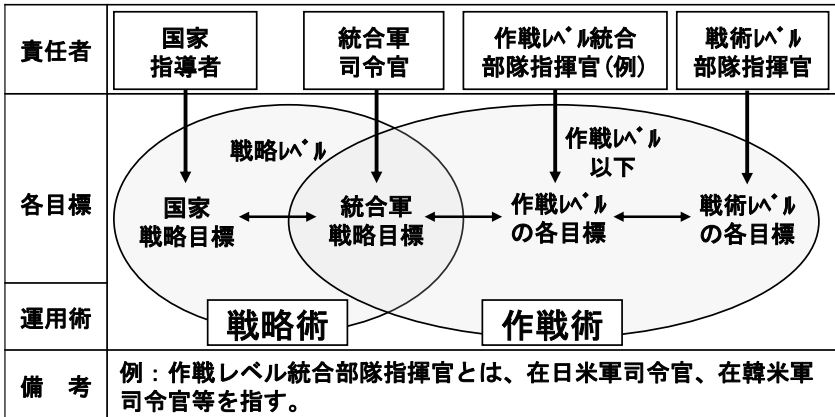 責任者
国家
指導者
統合軍
司令官
作戦ﾚﾍﾞﾙ統合
部隊指揮官(例)
戦術ﾚﾍﾞﾙ
部隊指揮官
各目標
戦略ﾚﾍﾞﾙ
作戦ﾚﾍﾞﾙ
以下
国家
戦略目標
統合軍
戦略目標
作戦ﾚﾍﾞﾙ
の各目標
戦術ﾚﾍﾞﾙ
の各目標
運用術
戦略術
作戦術
備　考
例：作戦レベル統合部隊指揮官とは、在日米軍司令官、在韓米軍
司令官等を指す。